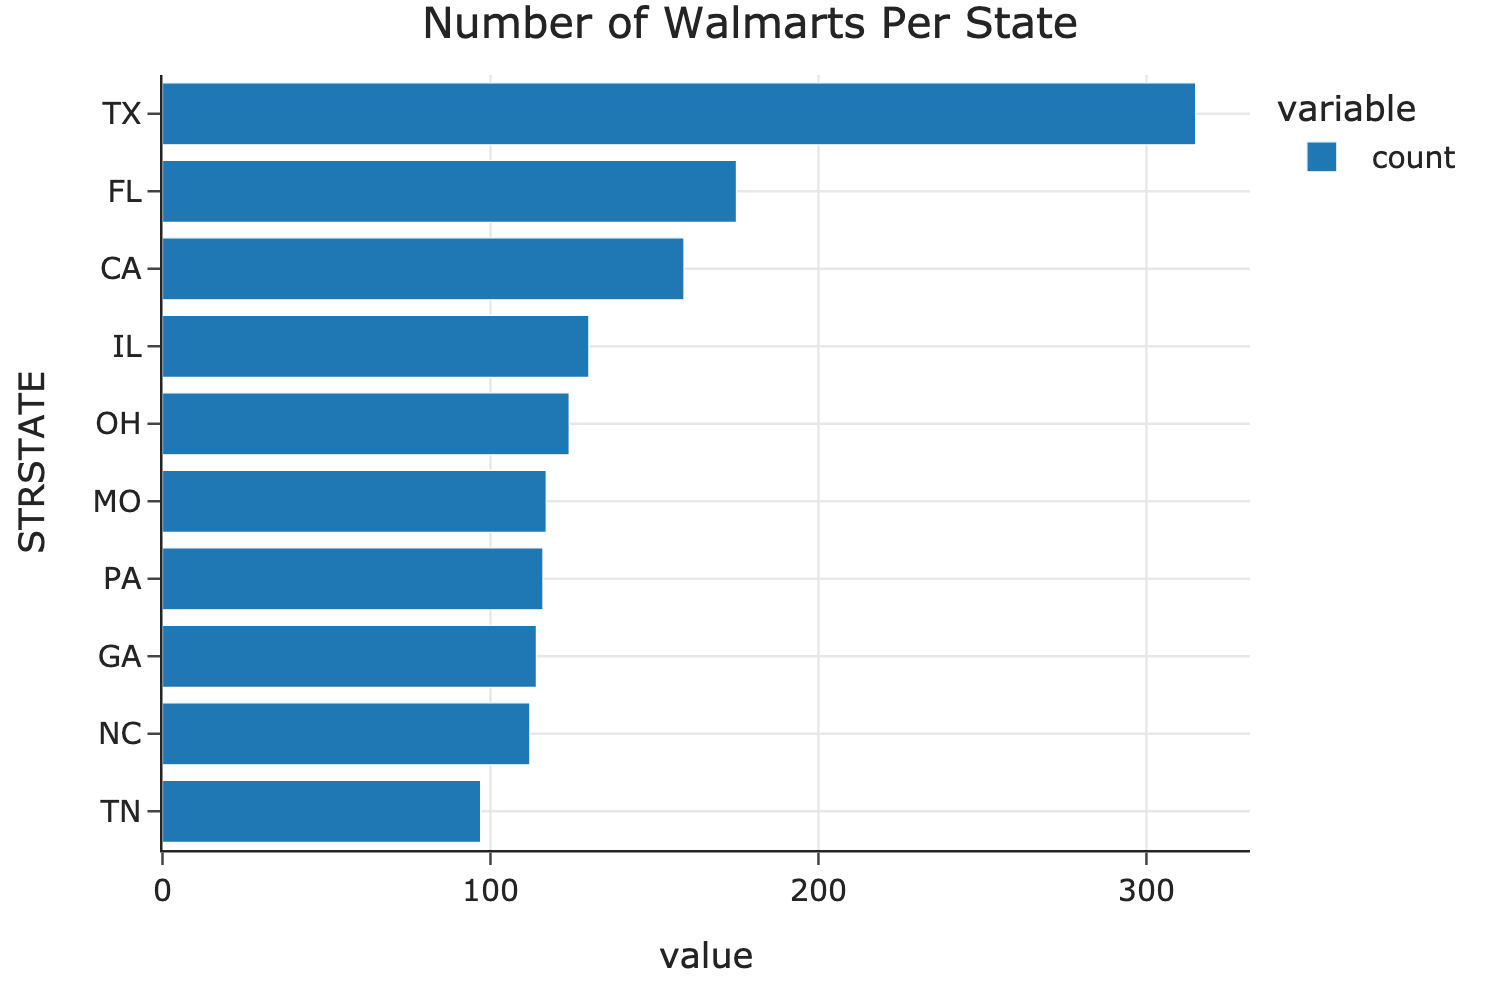 Number of Walmarts Per State
variable
count
STRSTATE
TX
FL
CA
IL
OH
MO
PA
GA
NC
TN
0 100 200 300
value